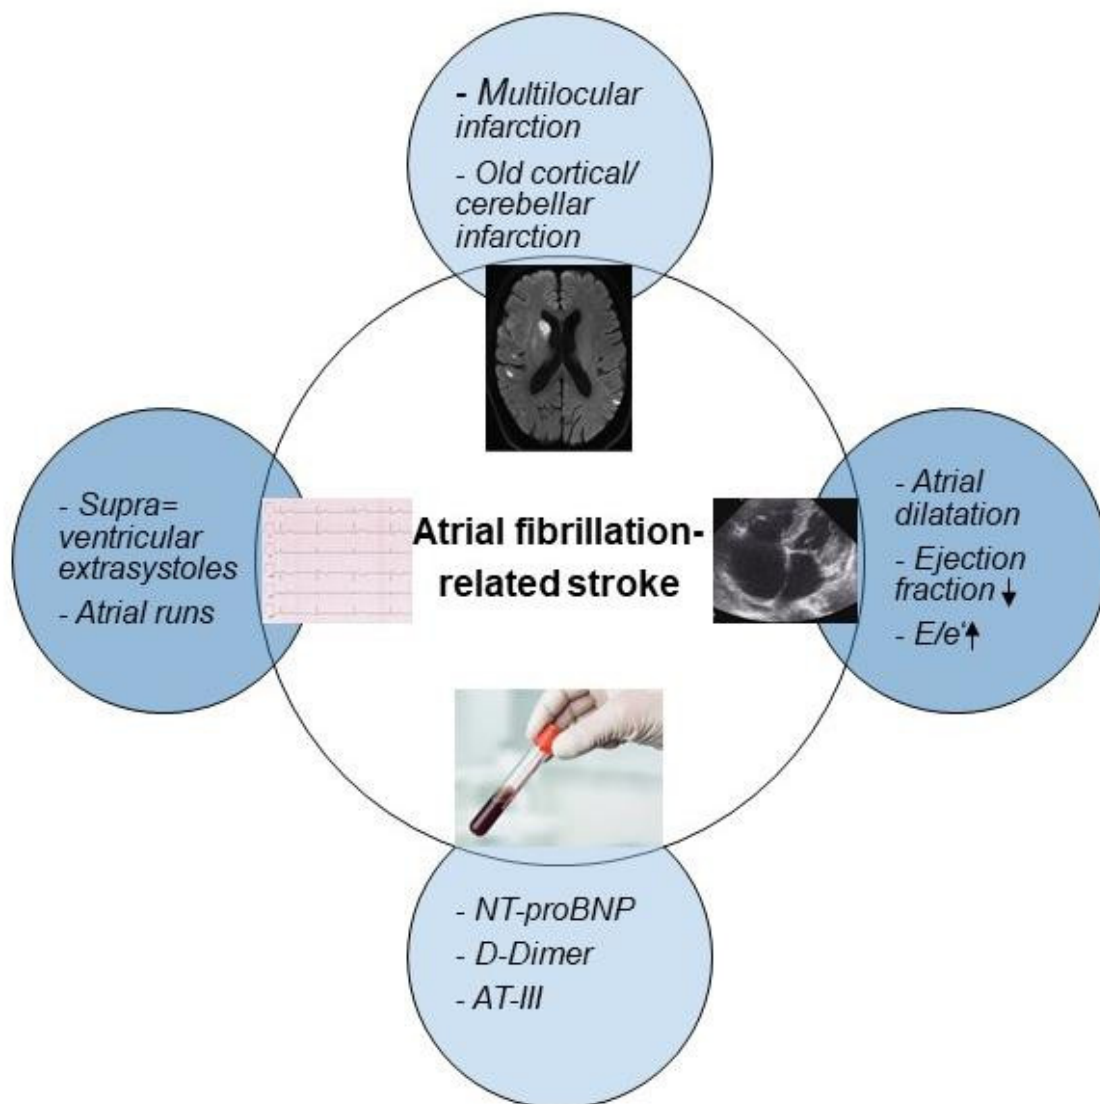 - Multilocular
infarction
- Old cortical/
cerebellar
infarction
- Supra=
ventricular
extrasystoles
- Atrial runs
Atrial fibrillation-
related stroke
- Atrial
dilatation
- Ejection
fraction ↓
- E/e‘↑
- NT-proBNP
- D-Dimer
- AT-III